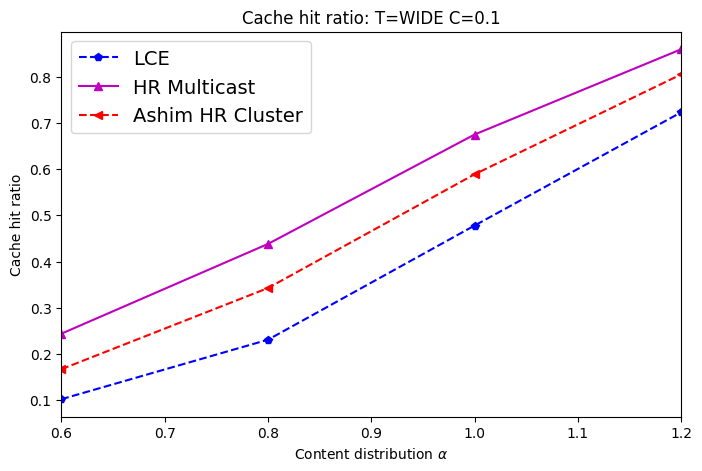 Cache hit ratio: T=WIDE C=0.1
LCE
HR Multicast
Ashim HR Cluster
Cache hit ratio
0.8
0.7
0.6
0.5
0.4
0.3
0.2
0.1
0.6 0.7 0.8 0.9 1.0 1.1 1.2
Content distribution α